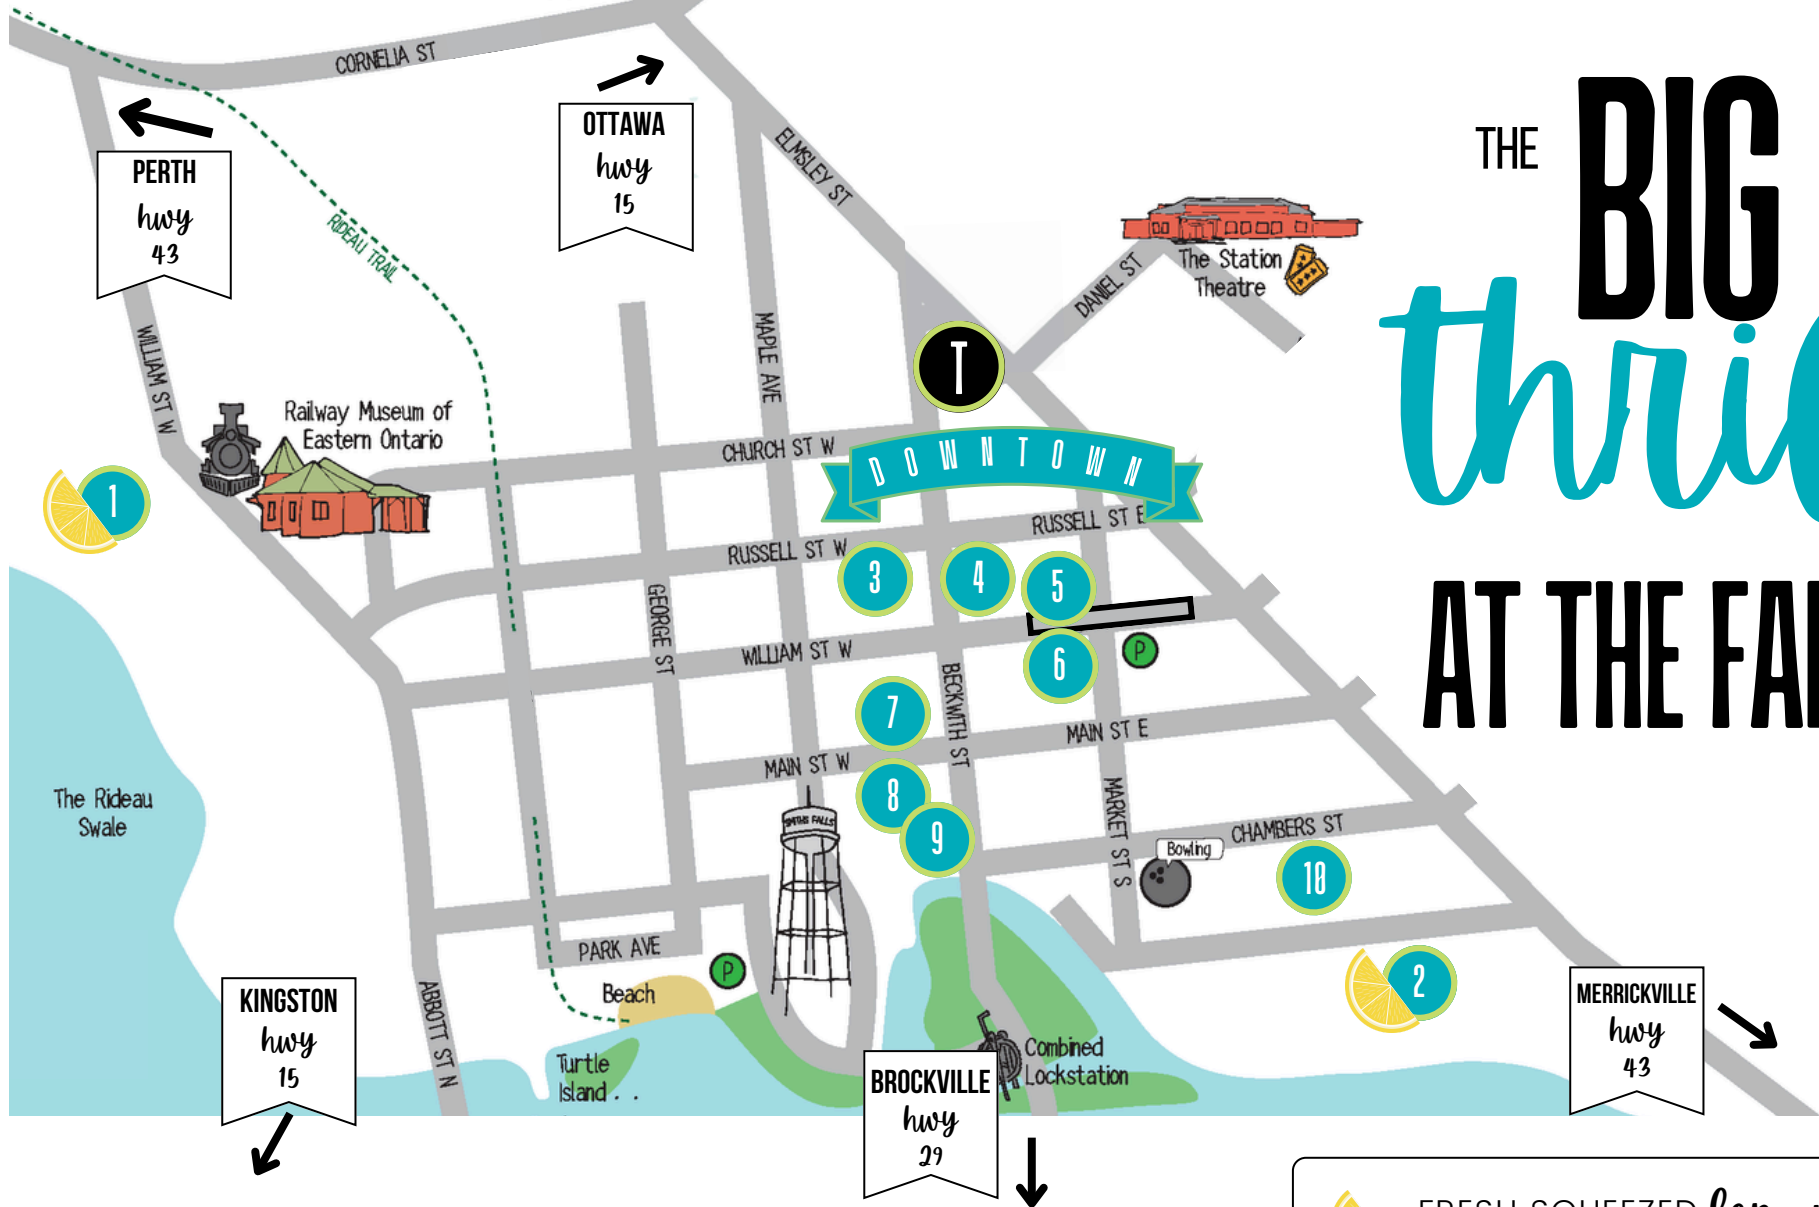 CORNELIA ST
OTTAWA
hwy
15
PERTH
hwy
43
RIDEAU TRAIL
ELMSLEY ST
THE BIG
AT THE
The Station
Theatre
DANIEL ST
WILLIAM ST W
MAPLE AVE
T
Railway Museum of
Eastern Ontario
CHURCH ST W
DOWNTOWN
1
RUSSELL ST E
RUSSELL ST W
3
4
5
GEORGE ST
WILLIAM ST W
6
P
BECKWITH ST
7
MAIN ST E
MAIN ST W
8
The Rideau
Swale
SMITHS FALLS
9
MARKET ST S
CHAMBERS ST
Bowling
10
PARK AVE
P
Beach
2
ABBOTT ST N
KINGSTON
hwy
15
Turtle
Island . .
Combined
Lockstation
BROCKVILLE
hwy
29
MERRICKVILLE
hwy
43
FRESH SQUEEZED